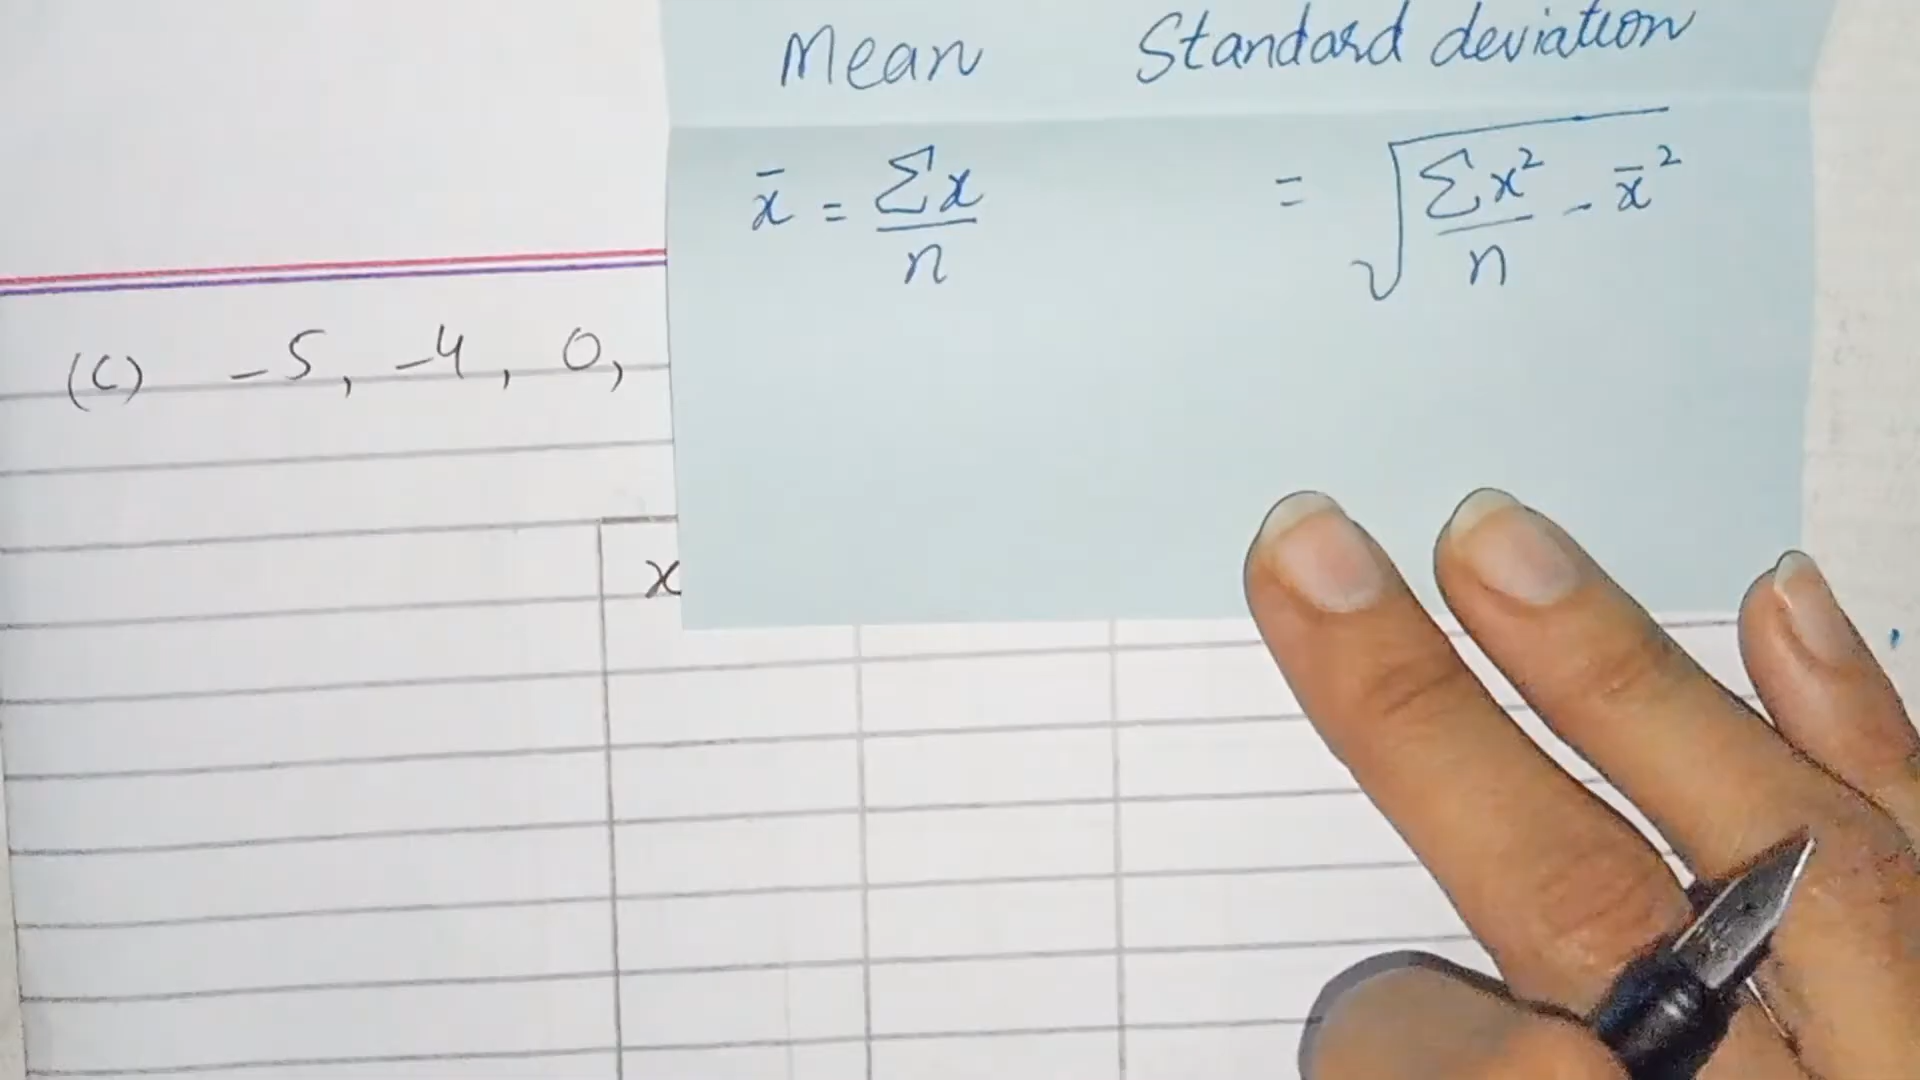 Mean Standard deviation
x̄ = Σx/n = √(Σx²/n - x̄²)
(C) -5, -4, 0,
x